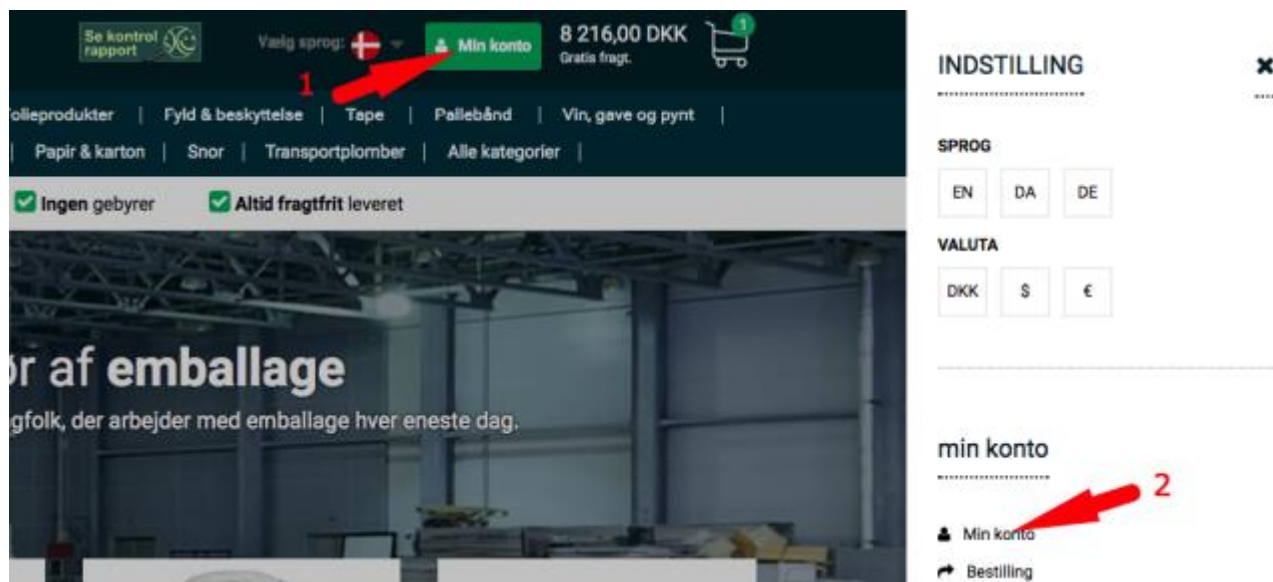 Se kontrol
rapport
Vælg sprog:
Min konto
8 216,00 DKK
Gratis fragt.
1
1
olieprodukter | Fyld & beskyttelse | Tape | Pallebånd | Vin, gave og pynt |
| Papir & karton | Snor | Transportplomber | Alle kategorier |
Ingen gebyrer
Altid fragtfrit leveret
ør af emballage
gfolk, der arbejder med emballage hver eneste dag.
INDSTILLING
SPROG
EN DA DE
VALUTA
DKK $ €
min konto
2
Min konto
Bestilling